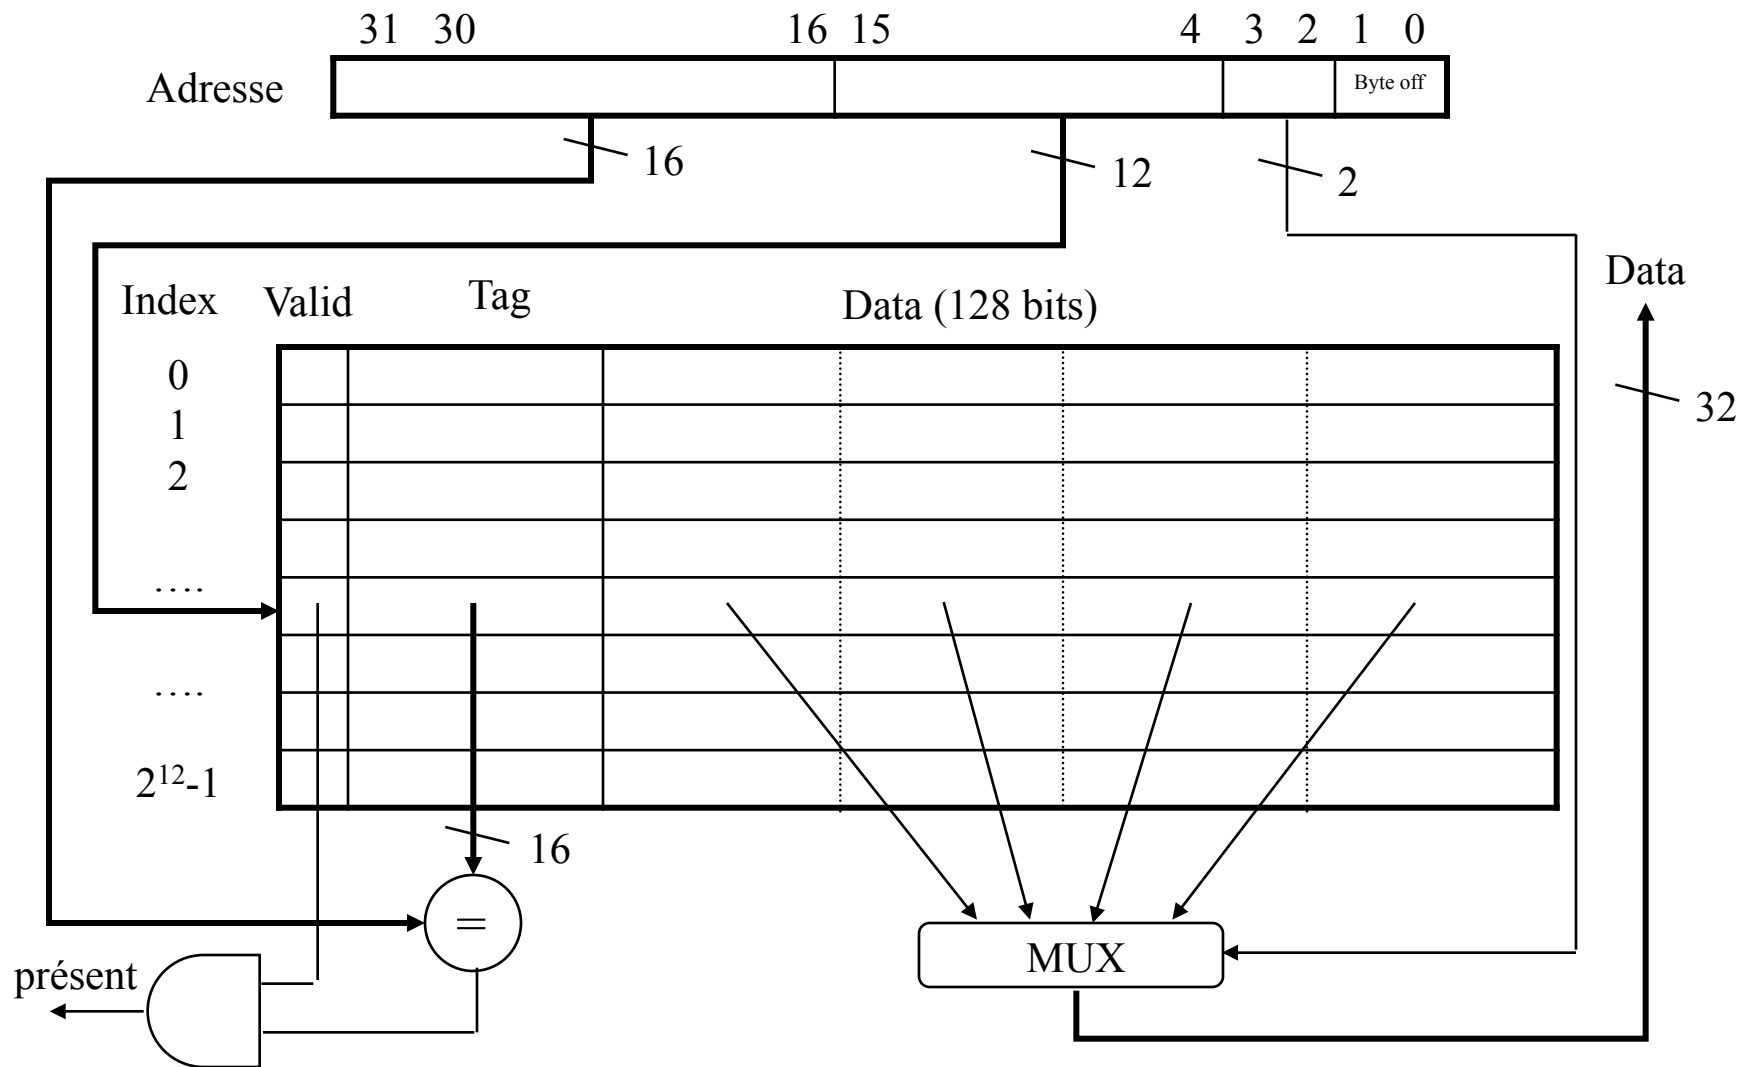 31 30 16 15 4 3 2 1 0
Adresse
Byte off
16
12
2
Data
Index Valid Tag Data (128 bits)
0
1
2
32
....
....
2¹²-1
16
=
présent
MUX